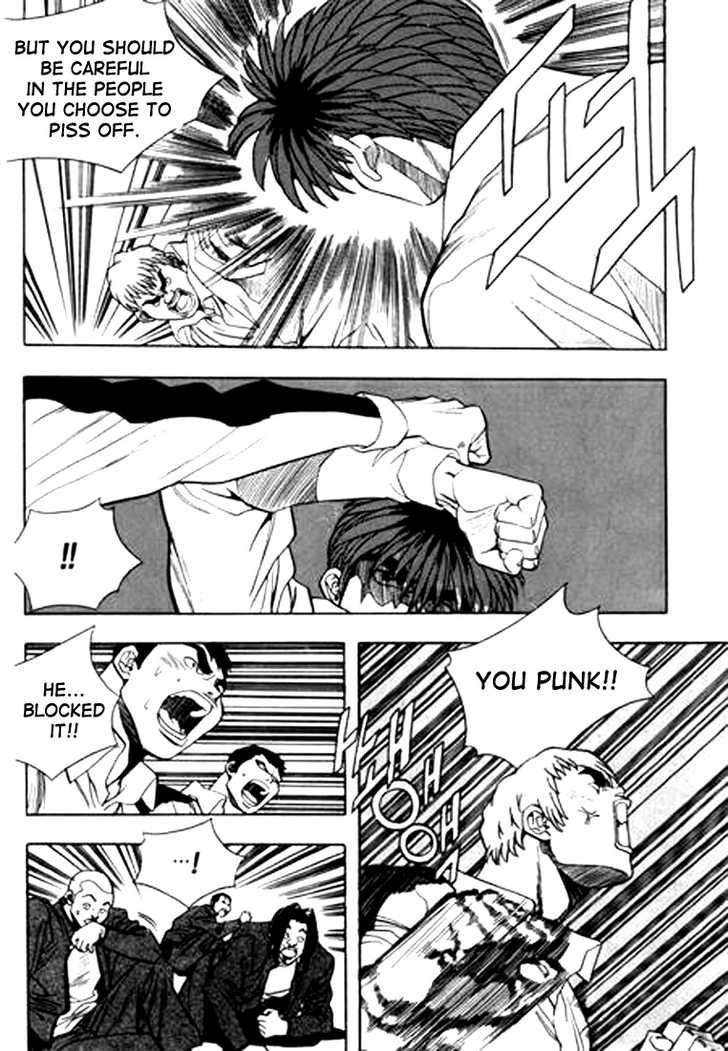 BUT YOU SHOULD
BE CAREFUL
IN THE PEOPLE
YOU CHOOSE TO
PISS OFF.
!!
HE...
BLOCKED
IT!!
...!
YOU PUNK!!